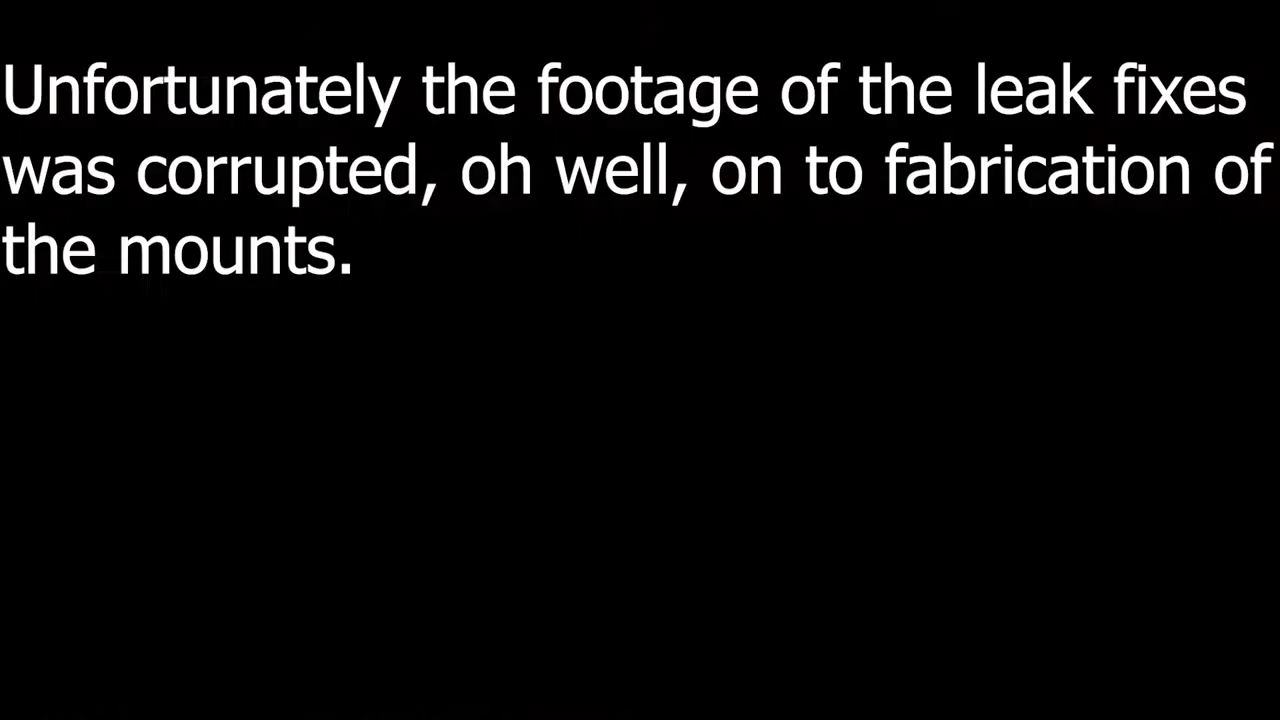 Unfortunately the footage of the leak fixes
was corrupted, oh well, on to fabrication of
the mounts.